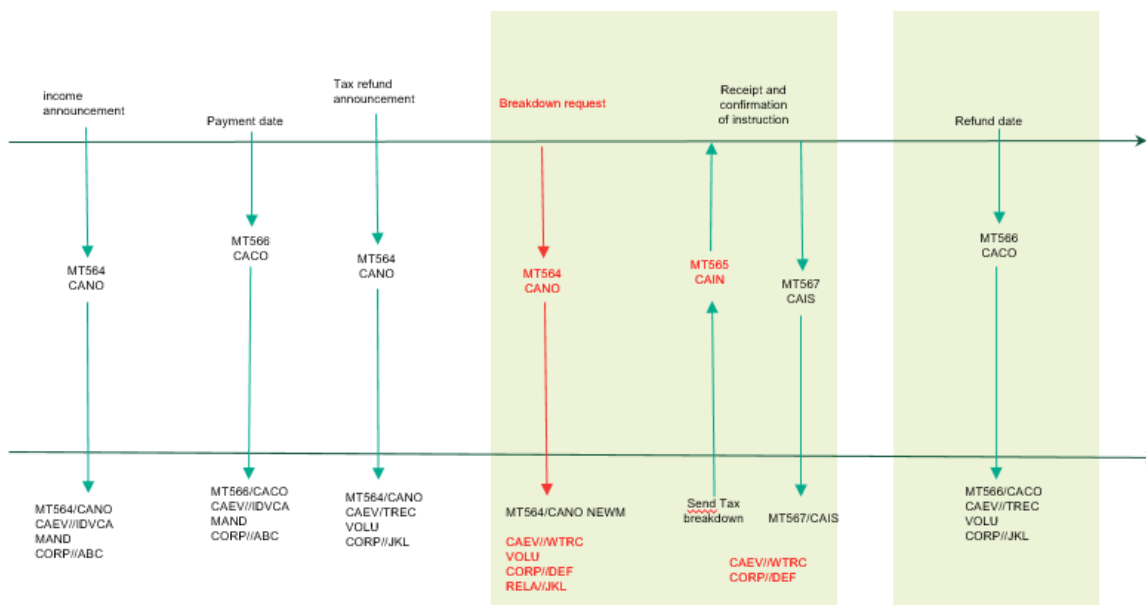 income
announcement
Payment date
Tax refund
announcement
Breakdown request
Receipt and
confirmation
of instruction
Refund date
MT564
CANO
MT566
CACO
MT564
CANO
MT564
CANO
MT565
CAIN
MT567
CAIS
MT566
CACO
MT564/CANO
CAEV//IDVCA
MAND
CORP//ABC
MT566/CACO
CAEV//IDVCA
MAND
CORP//ABC
MT564/CANO
CAEV/TREC
VOLU
CORP//JKL
MT564/CANO NEWM
CAEV//WTRC
VOLU
CORP//DEF
RELA//JKL
Send Tax
breakdown
MT567/CAIS
CAEV//WTRC
CORP//DEF
MT566/CACO
CAEV//TREC
VOLU
CORP//JKL